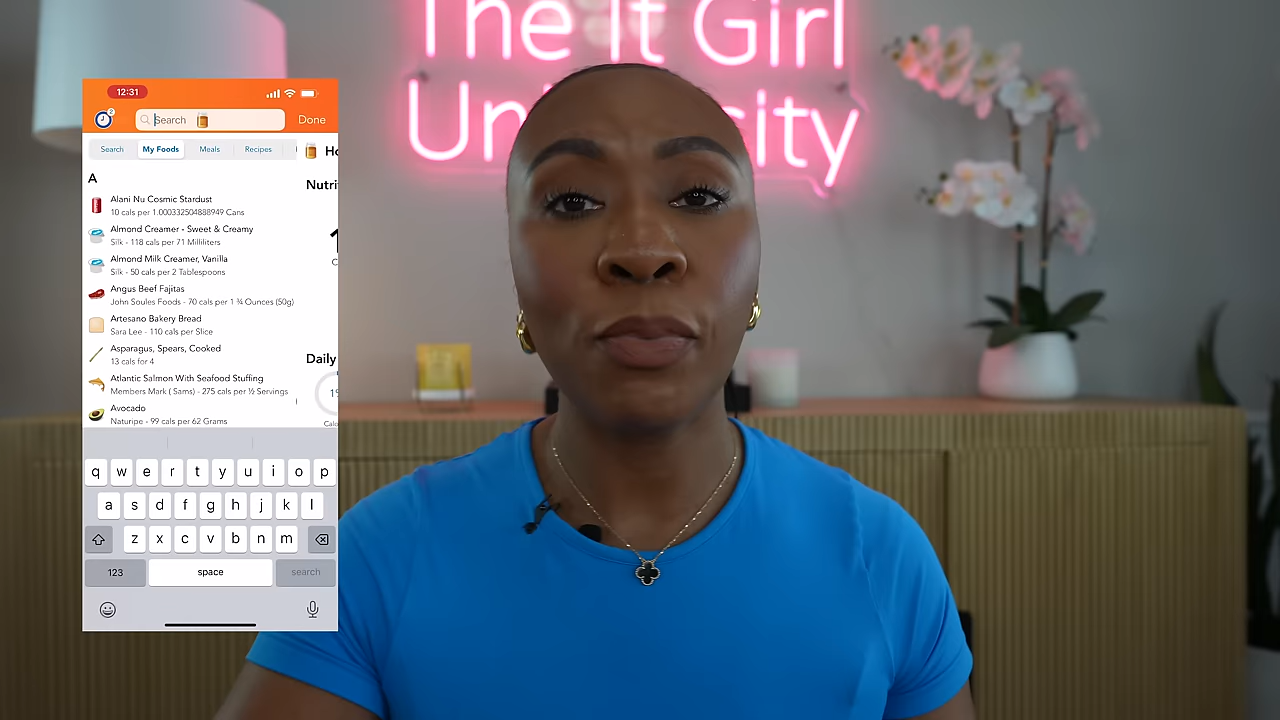 The It Girl
Un sity
12:31
Search
Done
Search My Foods Meals Recipes
Ho
A
Nutri
Alani Nu Cosmic Stardust
10 cals per 1.000332504888949 Cans
Almond Creamer - Sweet & Creamy
Silk - 118 cals per 71 Milliliters
1
C
Almond Milk Creamer, Vanilla
Silk - 50 cals per 2 Tablespoons
Angus Beef Fajitas
John Soules Foods - 70 cals per 1 ¾ Ounces (50g)
Artesano Bakery Bread
Sara Lee - 110 cals per Slice
Asparagus, Spears, Cooked
13 cals for 4
Daily
Atlantic Salmon With Seafood Stuffing
Members Mark ( Sams) - 275 cals per ½ Servings
Avocado
Naturipe - 99 cals per 62 Grams
Calo
q w e r t y u i o p
a s d f g h j k l
z x c v b n m
123 space search